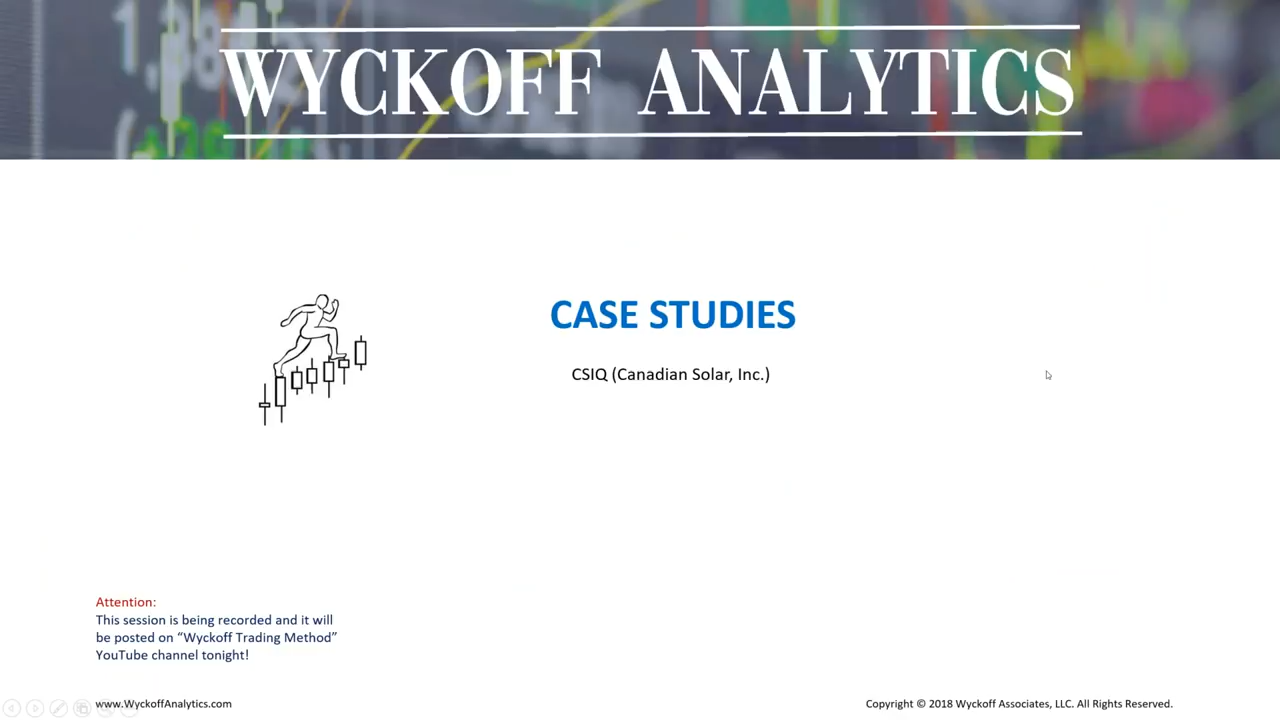 WYCKOFF ANALYTICS
CASE STUDIES
CSIQ (Canadian Solar, Inc.)
Attention:
This session is being recorded and it will
be posted on “Wyckoff Trading Method”
YouTube channel tonight!
www.WyckoffAnalytics.com
Copyright © 2018 Wyckoff Associates, LLC. All Rights Reserved.